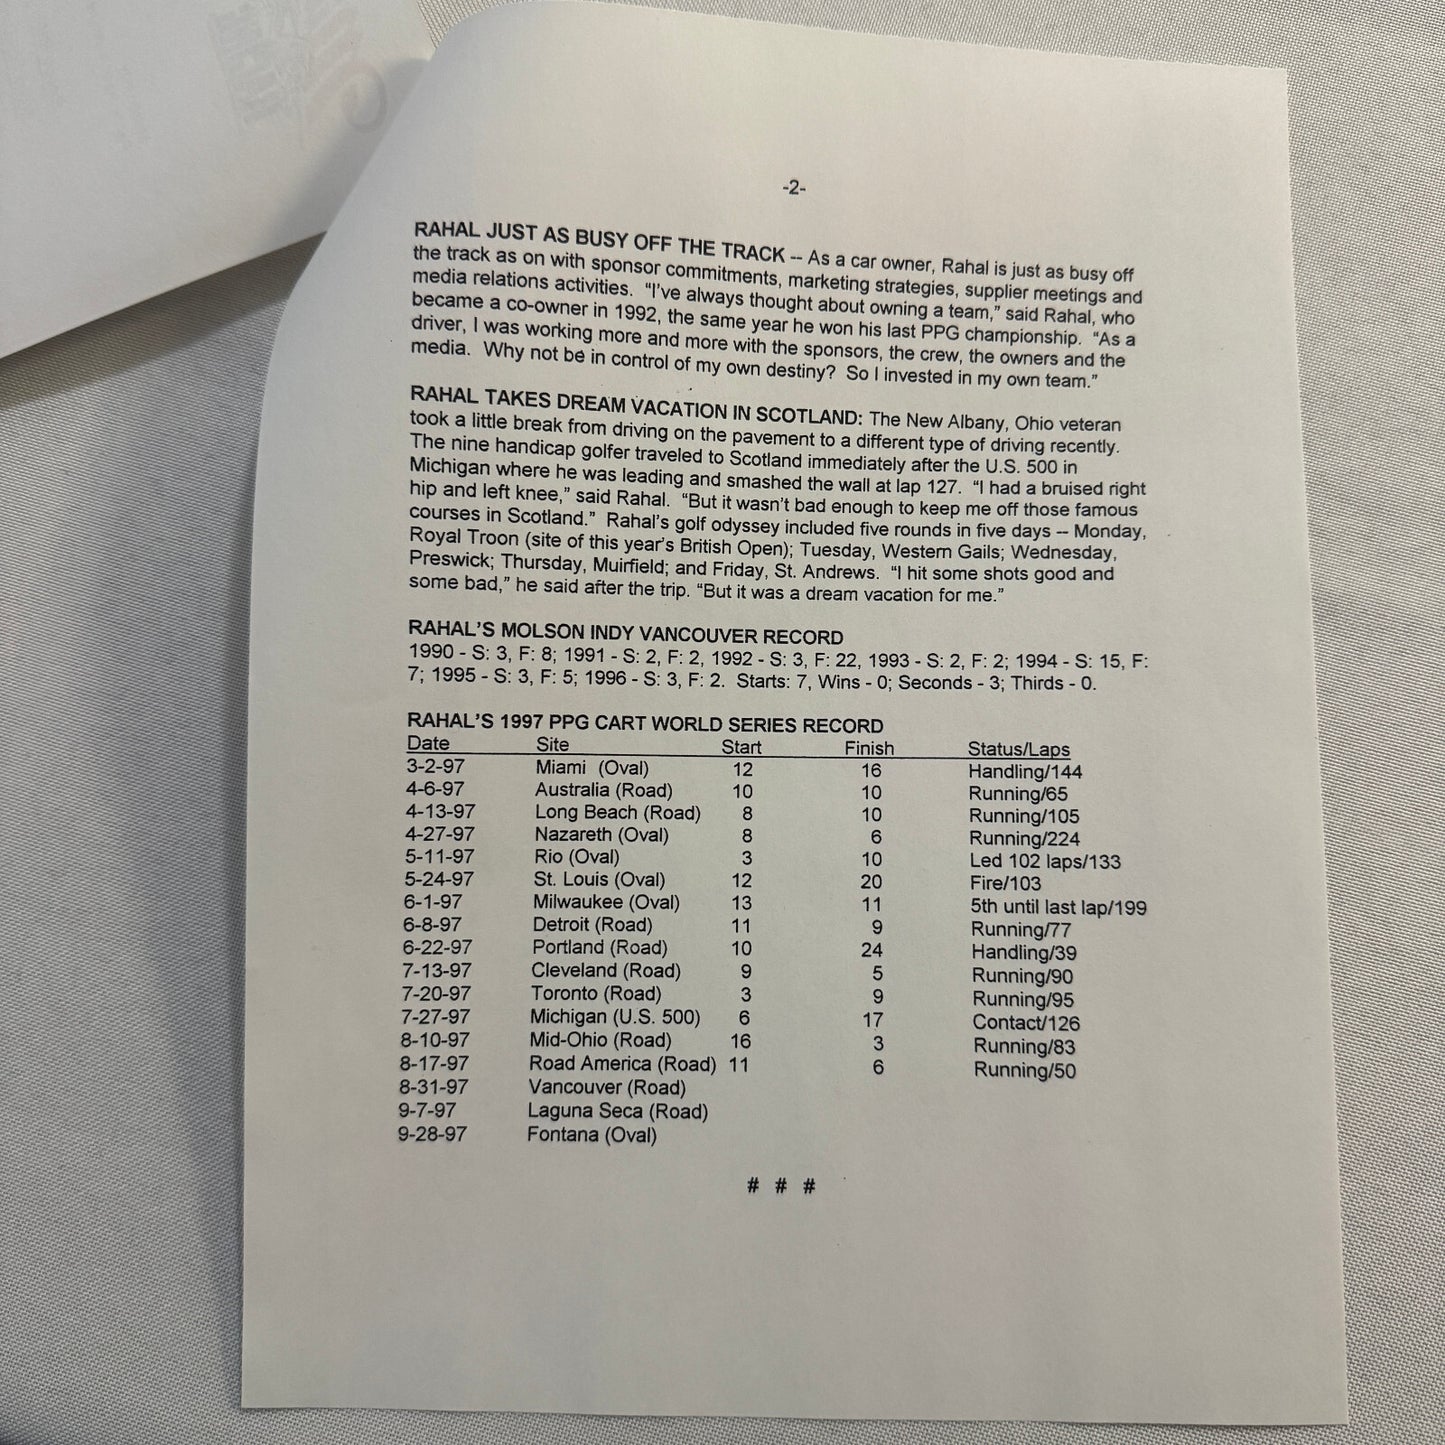 -2-
RAHAL JUST AS BUSY OFF THE TRACK -- As a car owner, Rahal is just as busy off
the track as on with sponsor commitments, marketing strategies, supplier meetings and
media relations activities.  “I’ve always thought about owning a team,” said Rahal, who
became a co-owner in 1992, the same year he won his last PPG championship.  “As a
driver, I was working more and more with the sponsors, the crew, the owners and the
media.  Why not be in control of my own destiny?  So I invested in my own team.”
RAHAL TAKES DREAM VACATION IN SCOTLAND: The New Albany, Ohio veteran
took a little break from driving on the pavement to a different type of driving recently.
The nine handicap golfer traveled to Scotland immediately after the U.S. 500 in
Michigan where he was leading and smashed the wall at lap 127.  “I had a bruised right
hip and left knee,” said Rahal.  “But it wasn’t bad enough to keep me off those famous
courses in Scotland.”  Rahal’s golf odyssey included five rounds in five days -- Monday,
Royal Troon (site of this year’s British Open); Tuesday, Western Gails; Wednesday,
Preswick; Thursday, Muirfield; and Friday, St. Andrews.  “I hit some shots good and
some bad,” he said after the trip. “But it was a dream vacation for me.”
RAHAL’S MOLSON INDY VANCOUVER RECORD
1990 - S: 3, F: 8; 1991 - S: 2, F: 2, 1992 - S: 3, F: 22, 1993 - S: 2, F: 2; 1994 - S: 15, F:
7; 1995 - S: 3, F: 5; 1996 - S: 3, F: 2.  Starts: 7, Wins - 0; Seconds - 3; Thirds - 0.
RAHAL’S 1997 PPG CART WORLD SERIES RECORD
Date Site Start Finish Status/Laps
3-2-97 Miami  (Oval) 12 16 Handling/144
4-6-97 Australia (Road) 10 10 Running/65
4-13-97 Long Beach (Road) 8 10 Running/105
4-27-97 Nazareth (Oval) 8 6 Running/224
5-11-97 Rio (Oval) 3 10 Led 102 laps/133
5-24-97 St. Louis (Oval) 12 20 Fire/103
6-1-97 Milwaukee (Oval) 13 11 5th until last lap/199
6-8-97 Detroit (Road) 11 9 Running/77
6-22-97 Portland (Road) 10 24 Handling/39
7-13-97 Cleveland (Road) 9 5 Running/90
7-20-97 Toronto (Road) 3 9 Running/95
7-27-97 Michigan (U.S. 500) 6 17 Contact/126
8-10-97 Mid-Ohio (Road) 16 3 Running/83
8-17-97 Road America (Road) 11 6 Running/50
8-31-97 Vancouver (Road)
9-7-97 Laguna Seca (Road)
9-28-97 Fontana (Oval)
# # #